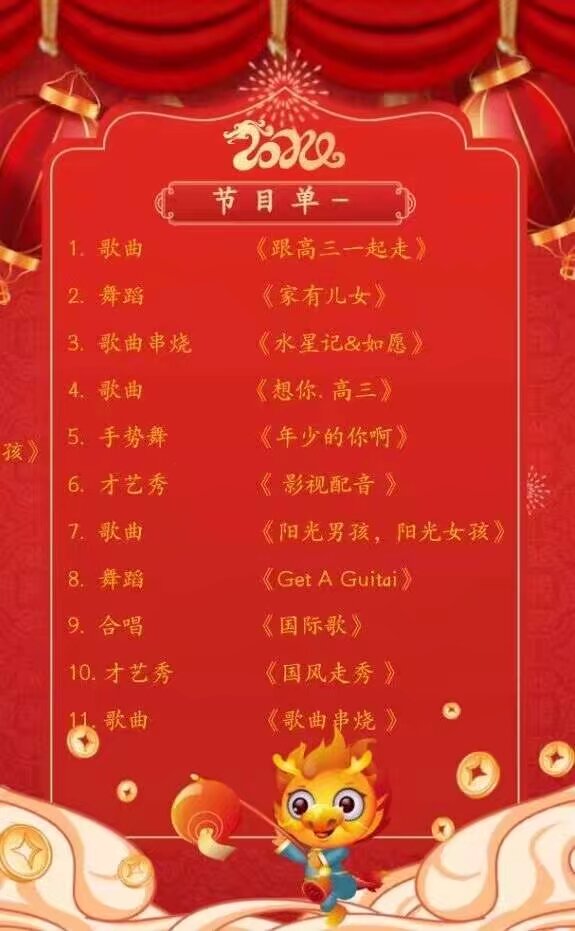 2024
节目单一
1. 歌曲 《跟高三一起走》
2. 舞蹈 《家有儿女》
3. 歌曲串烧 《水星记&如愿》
4. 歌曲 《想你.高三》
5. 手势舞 《年少的你啊》
孩》
6. 才艺秀 《 影视配音 》
7. 歌曲 《阳光男孩，阳光女孩》
8. 舞蹈 《Get A Guitai》
9. 合唱 《国际歌》
10. 才艺秀 《国风走秀 》
11. 歌曲 《歌曲串烧 》